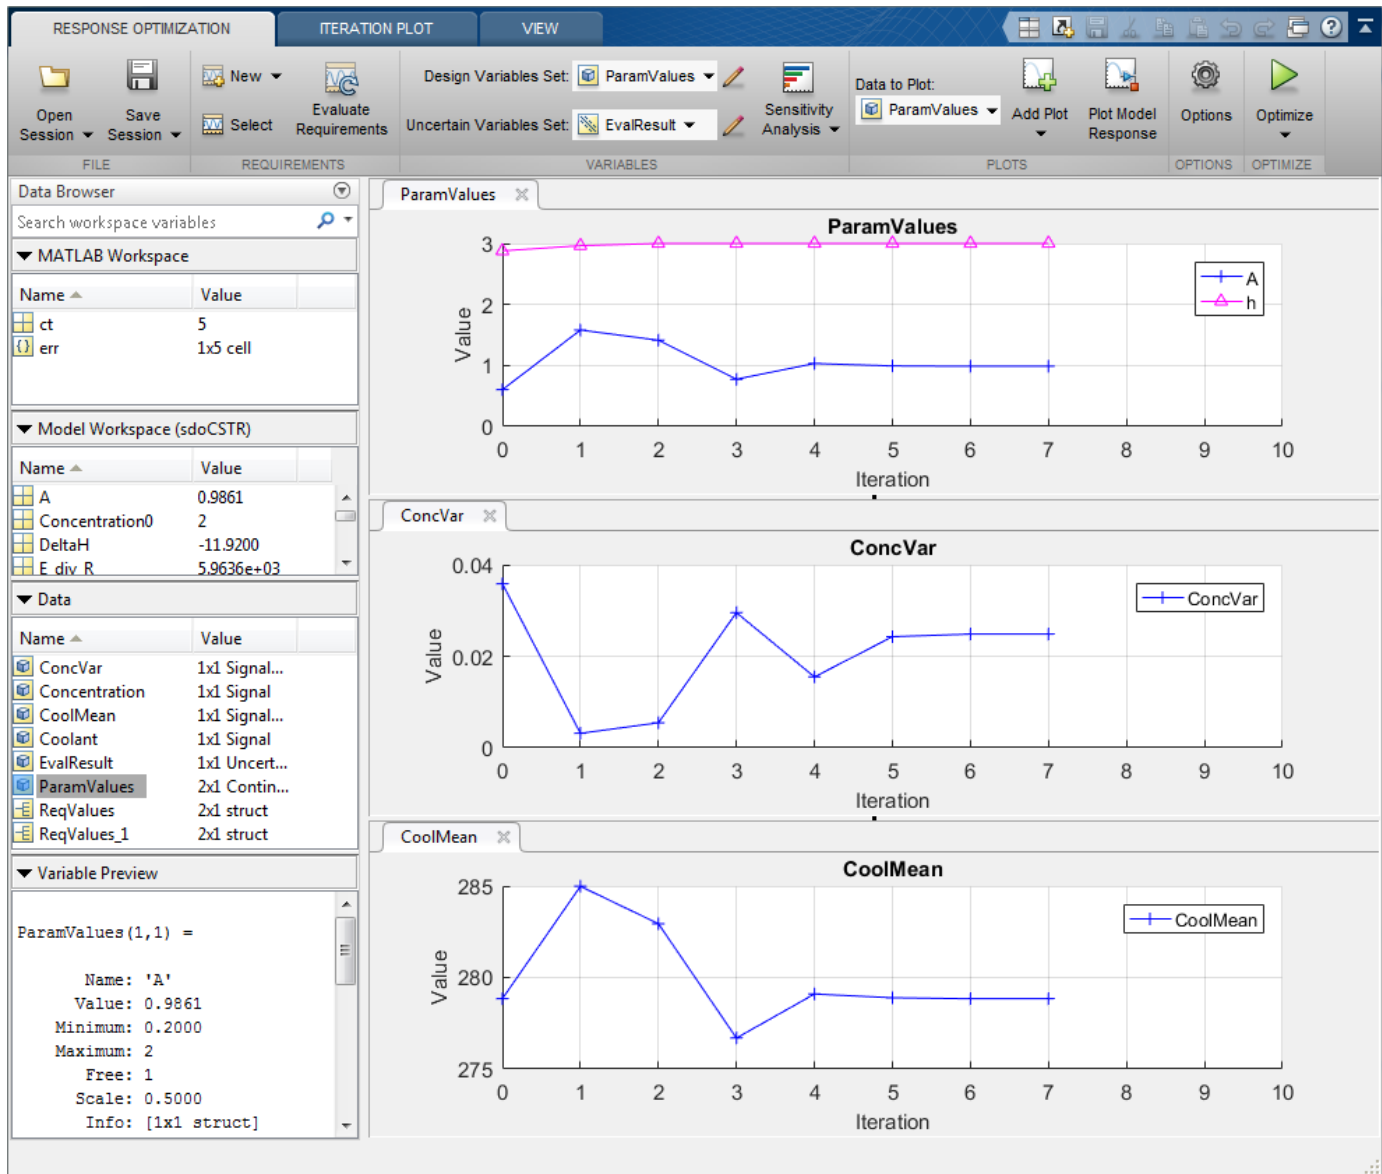 RESPONSE OPTIMIZATION ITERATION PLOT VIEW
Open Session
Save Session
New
Select
Evaluate Requirements
Design Variables Set: ParamValues
Uncertain Variables Set: EvalResult
Sensitivity Analysis
Data to Plot:
ParamValues
Add Plot
Plot Model Response
Options
Optimize
FILE REQUIREMENTS VARIABLES PLOTS OPTIONS OPTIMIZE
Data Browser
Search workspace variables
MATLAB Workspace
Name Value
ct 5
err 1x5 cell
Model Workspace (sdoCSTR)
Name Value
A 0.9861
Concentration0 2
DeltaH -11.9200
E_div_R 5.9636e+03
Data
Name Value
ConcVar 1x1 Signal...
Concentration 1x1 Signal
CoolMean 1x1 Signal...
Coolant 1x1 Signal
EvalResult 1x1 Uncert...
ParamValues 2x1 Contin...
ReqValues 2x1 struct
ReqValues_1 2x1 struct
Variable Preview
ParamValues(1,1) =
Name: 'A'
Value: 0.9861
Minimum: 0.2000
Maximum: 2
Free: 1
Scale: 0.5000
Info: [1x1 struct]
ParamValues
ParamValues
3
2
1
0
Value
A
h
0 1 2 3 4 5 6 7 8 9 10
Iteration
ConcVar
ConcVar
0.04
0.02
0
Value
ConcVar
0 1 2 3 4 5 6 7 8 9 10
Iteration
CoolMean
CoolMean
285
280
275
Value
CoolMean
0 1 2 3 4 5 6 7 8 9 10
Iteration